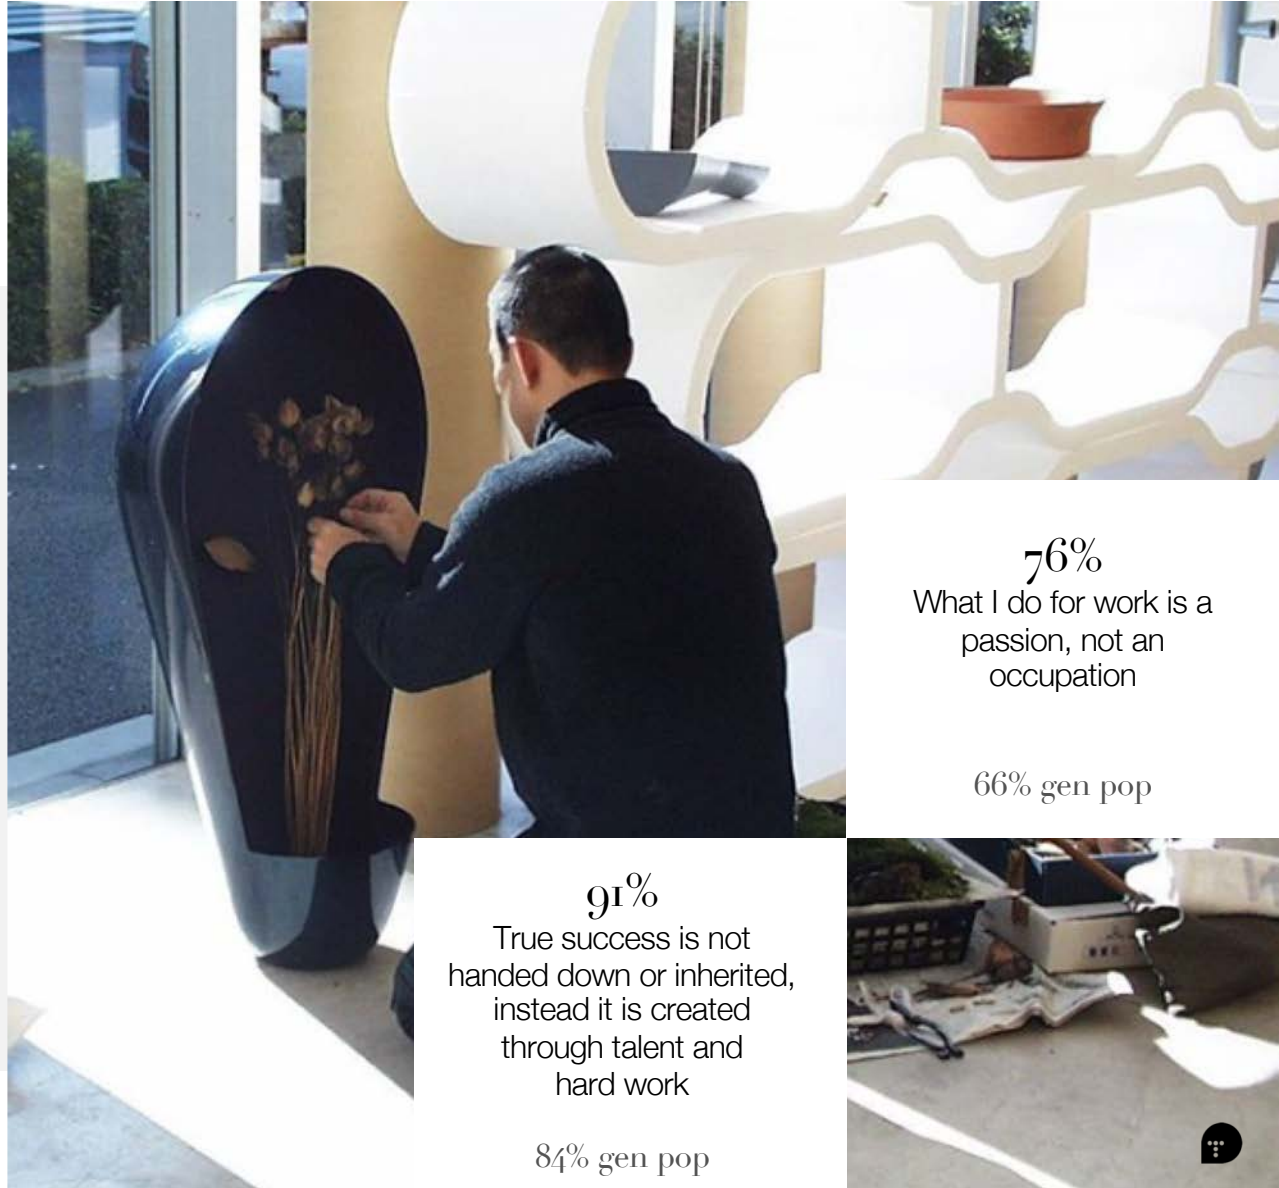 76%
What I do for work is a
passion, not an
occupation
66% gen pop
91%
True success is not
handed down or inherited,
instead it is created
through talent and
hard work
84% gen pop